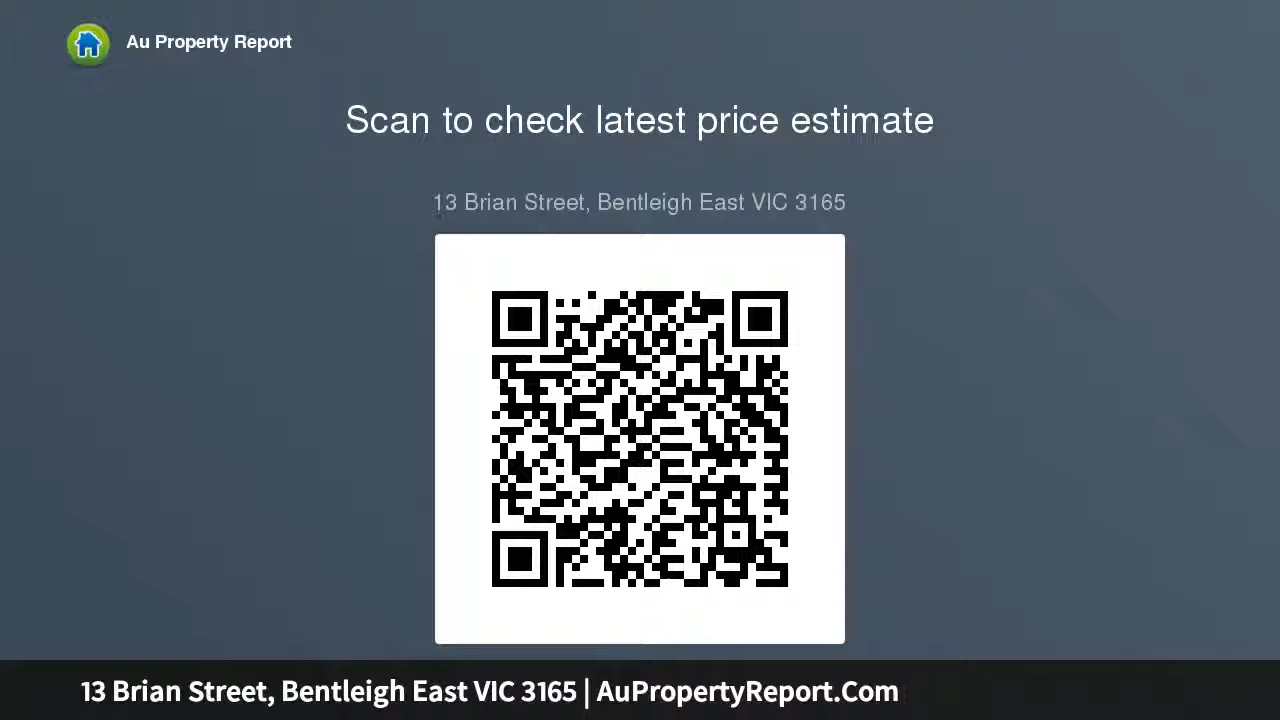 Au Property Report
Scan to check latest price estimate
13 Brian Street, Bentleigh East VIC 3165
13 Brian Street, Bentleigh East VIC 3165 | AuPropertyReport.Com